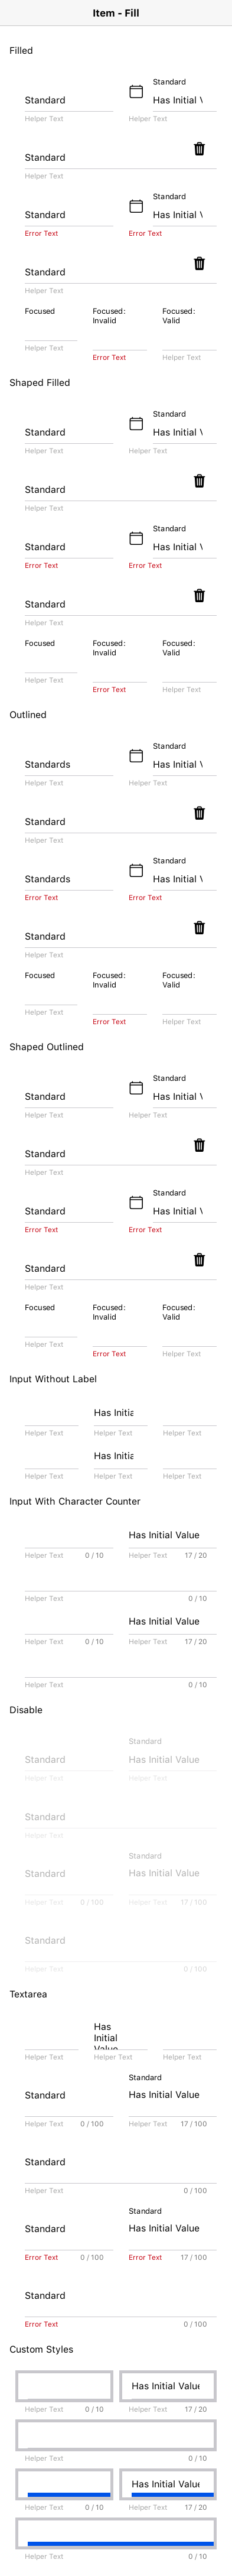 Item - Fill
Filled
Standard
Standard Has Initial V
Helper Text Helper Text
Standard
Helper Text
Standard
Standard Has Initial V
Error Text Error Text
Standard
Helper Text
Focused Focused: Focused:
Invalid Valid
Helper Text
Error Text Helper Text
Shaped Filled
Standard
Standard Has Initial V
Helper Text Helper Text
Standard
Helper Text
Standard
Standard Has Initial V
Error Text Error Text
Standard
Helper Text
Focused Focused: Focused:
Invalid Valid
Helper Text
Error Text Helper Text
Outlined
Standard
Standards Has Initial V
Helper Text Helper Text
Standard
Helper Text
Standard
Standards Has Initial V
Error Text Error Text
Standard
Helper Text
Focused Focused: Focused:
Invalid Valid
Helper Text
Error Text Helper Text
Shaped Outlined
Standard
Standard Has Initial V
Helper Text Helper Text
Standard
Helper Text
Standard
Standard Has Initial V
Error Text Error Text
Standard
Helper Text
Focused Focused: Focused:
Invalid Valid
Helper Text
Error Text Helper Text
Input Without Label
Has Initia
Helper Text Helper Text Helper Text
Has Initia
Helper Text Helper Text Helper Text
Input With Character Counter
Has Initial Value
Helper Text 0 / 10 Helper Text 17 / 20
Helper Text 0 / 10
Has Initial Value
Helper Text 0 / 10 Helper Text 17 / 20
Helper Text 0 / 10
Disable
Standard
Standard Has Initial Value
Helper Text Helper Text
Standard
Helper Text
Standard
Standard Has Initial Value
Helper Text 0 / 100 Helper Text 17 / 100
Standard
Helper Text 0 / 100
Textarea
Has
Initial
Value
Helper Text Helper Text Helper Text
Standard
Standard Has Initial Value
Helper Text 0 / 100 Helper Text 17 / 100
Standard
Helper Text 0 / 100
Standard
Standard Has Initial Value
Error Text 0 / 100 Error Text 17 / 100
Standard
Error Text 0 / 100
Custom Styles
Has Initial Value
Helper Text 0 / 10 Helper Text 17 / 20
Helper Text 0 / 10
Has Initial Value
Helper Text 0 / 10 Helper Text 17 / 20
Helper Text 0 / 10